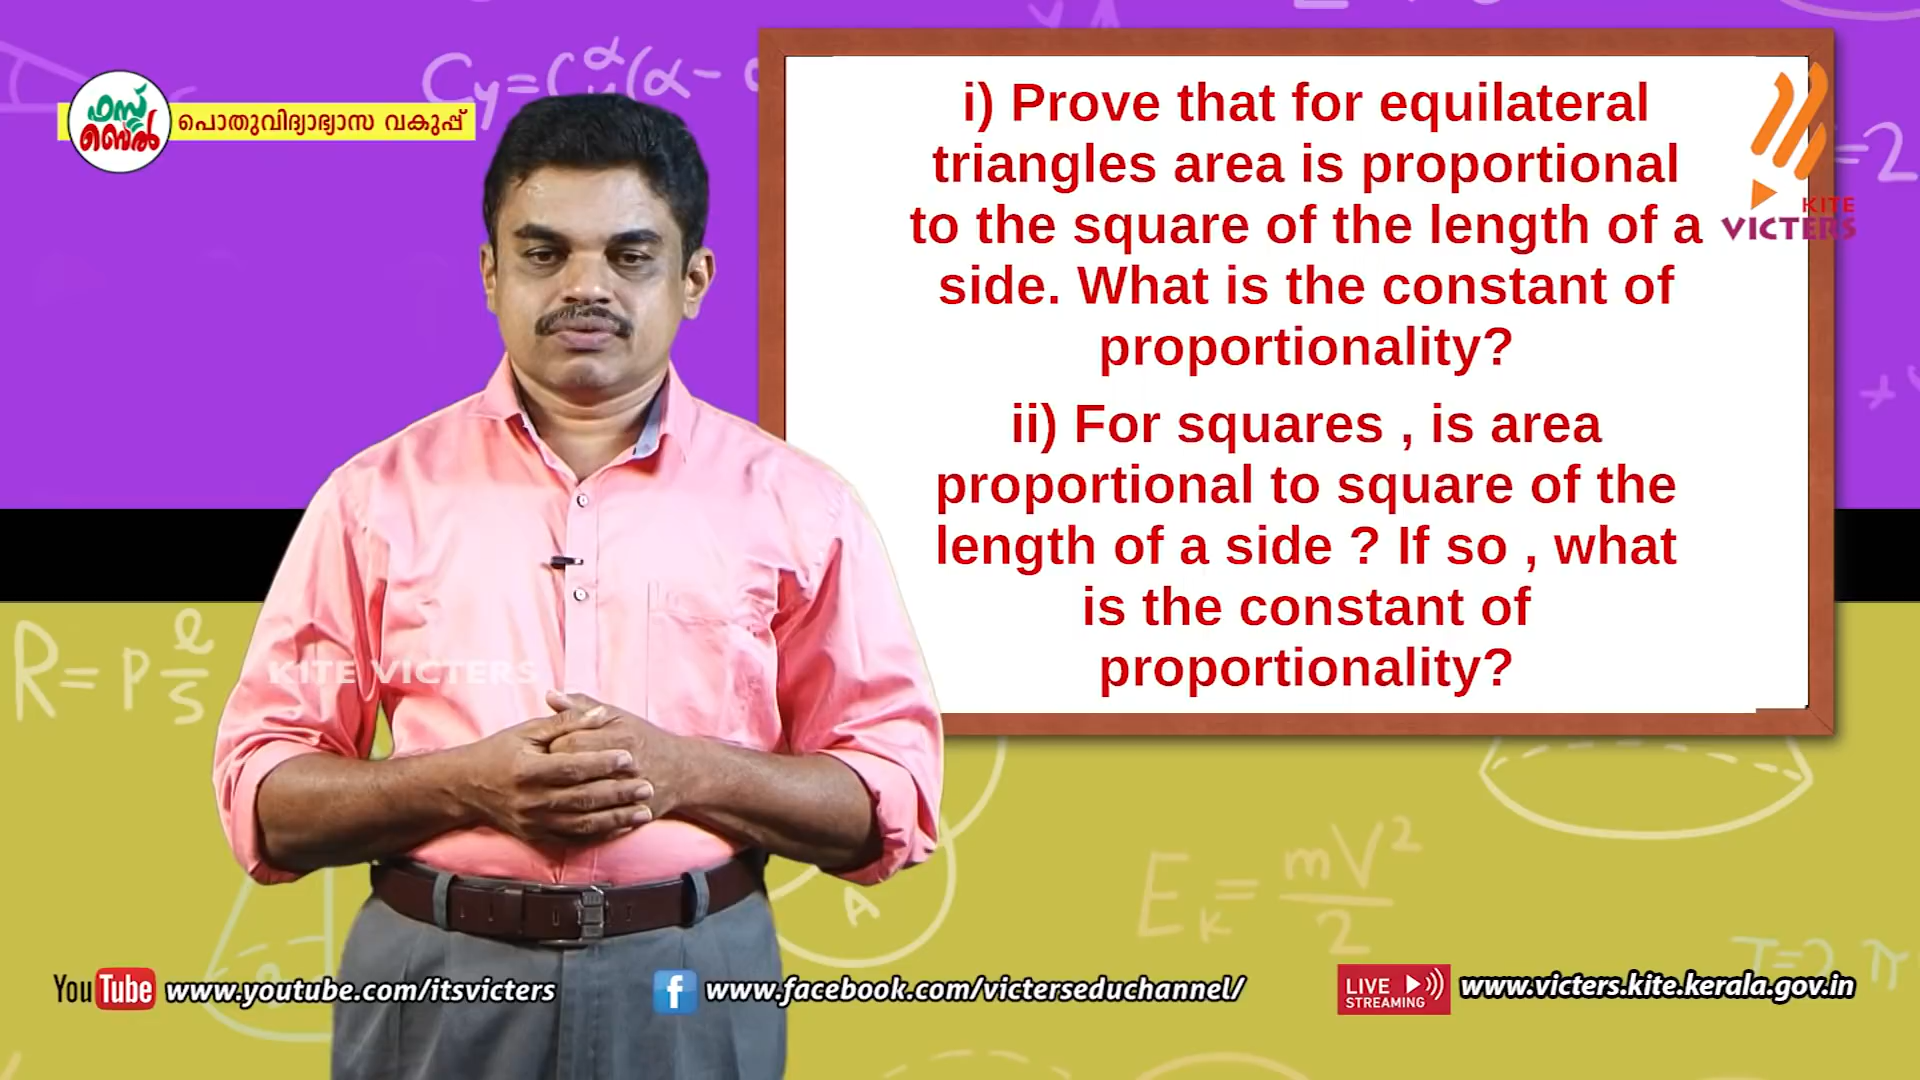 ഫസ്റ്റ്
ബെൽ
പൊതുവിദ്യാഭ്യാസ വകുപ്പ്
i) Prove that for equilateral
triangles area is proportional
to the square of the length of a
side. What is the constant of
proportionality?
ii) For squares , is area
proportional to square of the
length of a side ? If so , what
is the constant of
proportionality?
KITE
VICTERS
KITE VICTERS
R = P l/S
A
E_K = mV²/2
You Tube www.youtube.com/itsvicters
f www.facebook.com/victerseduchannel/
LIVE
STREAMING
www.victers.kite.kerala.gov.in